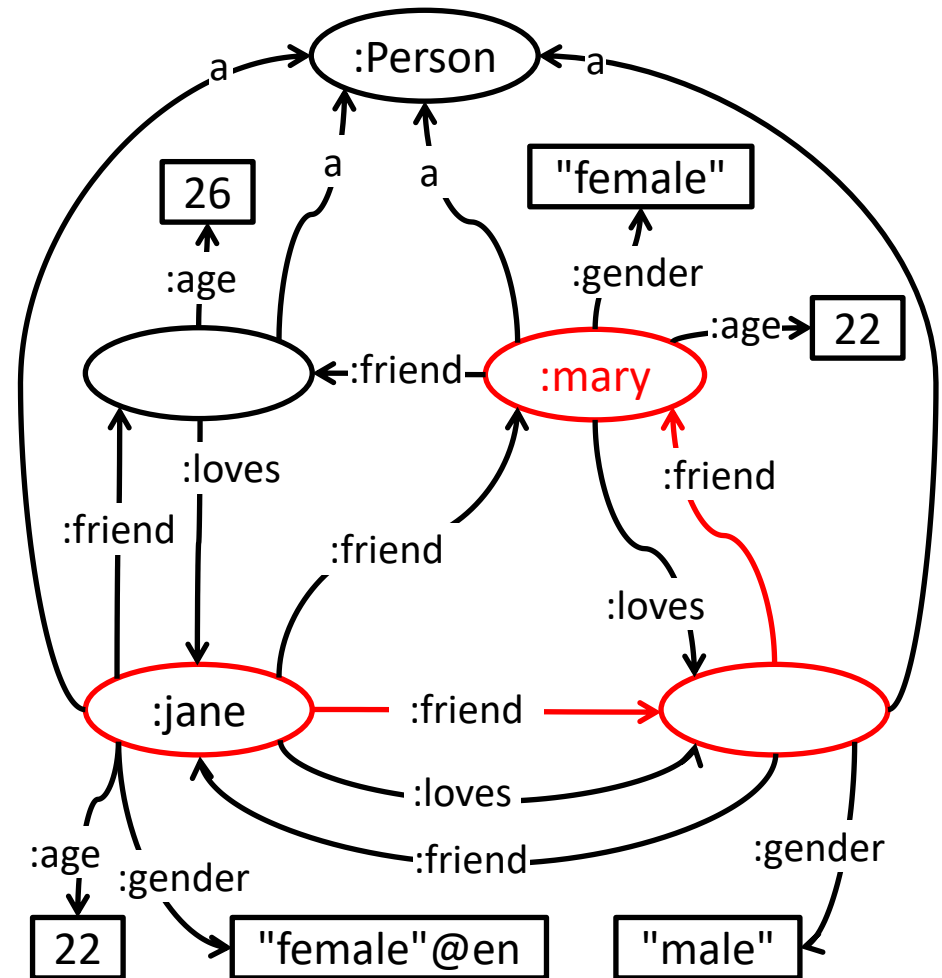 :Person
a
a
a
a
"female"
26
:gender
:age
:age
22
:friend
:mary
:loves
:friend
:friend
:friend
:loves
:jane
:friend
:loves
:age
:gender
:friend
:gender
22
"female"@en
"male"